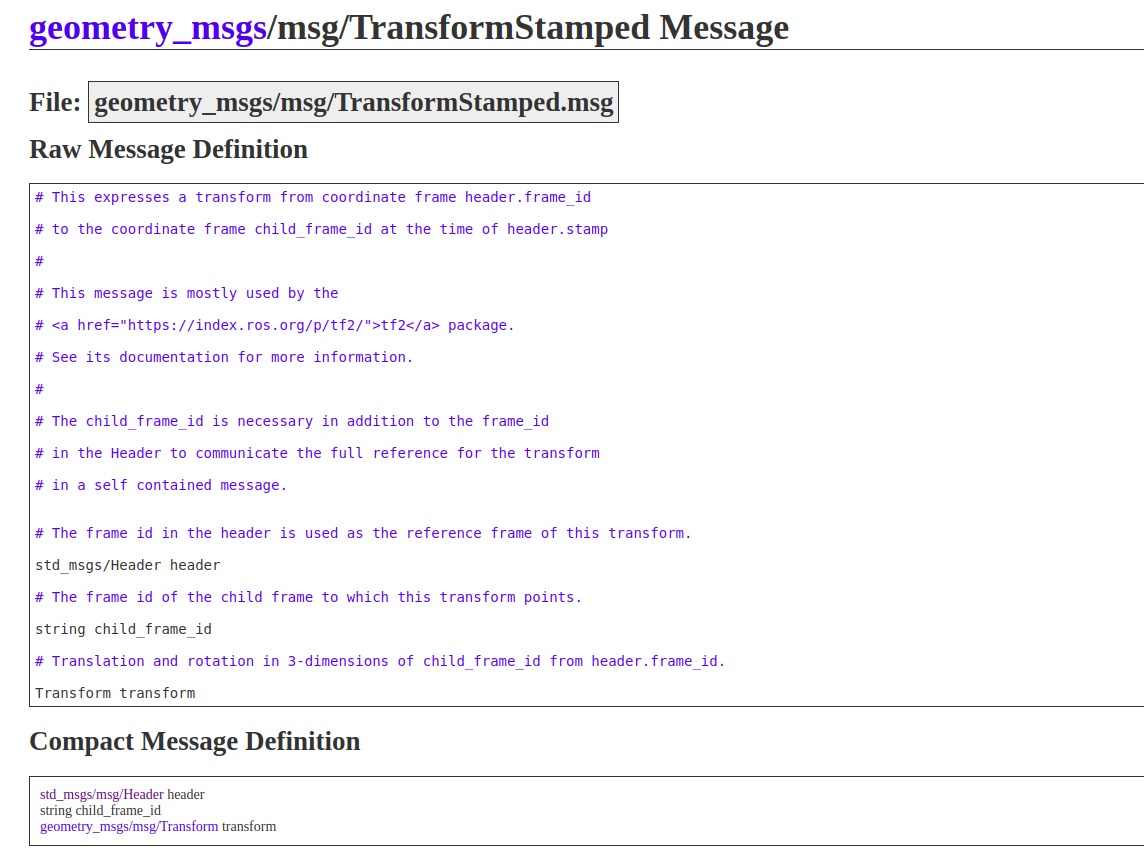 geometry_msgs/msg/TransformStamped Message
File: geometry_msgs/msg/TransformStamped.msg
Raw Message Definition
# This expresses a transform from coordinate frame header.frame_id
# to the coordinate frame child_frame_id at the time of header.stamp
#
# This message is mostly used by the
# <a href="https://index.ros.org/p/tf2/">tf2</a> package.
# See its documentation for more information.
#
# The child_frame_id is necessary in addition to the frame_id
# in the Header to communicate the full reference for the transform
# in a self contained message.
# The frame id in the header is used as the reference frame of this transform.
std_msgs/Header header
# The frame id of the child frame to which this transform points.
string child_frame_id
# Translation and rotation in 3-dimensions of child_frame_id from header.frame_id.
Transform transform
Compact Message Definition
std_msgs/msg/Header header
string child_frame_id
geometry_msgs/msg/Transform transform